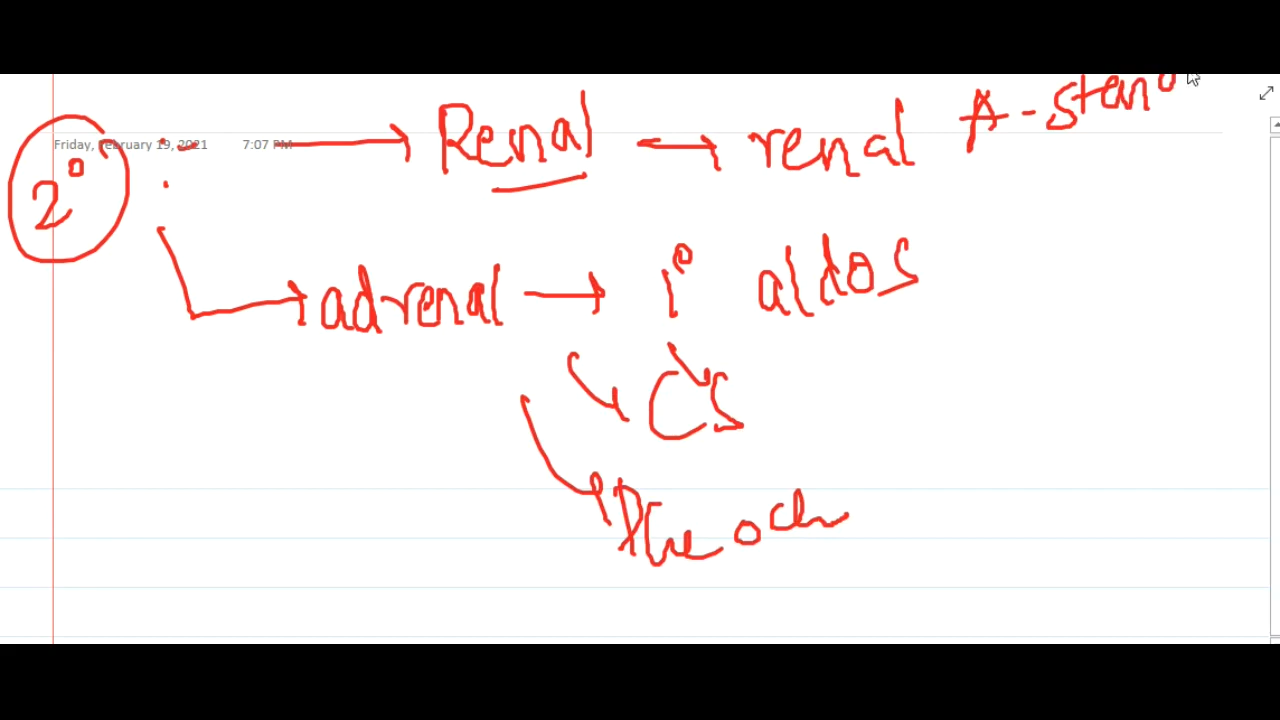 Friday, February 19, 2021 7:07 PM
2° : → Renal → renal A-steno
→ adrenal → 1° aldos
Cs
Pheoch